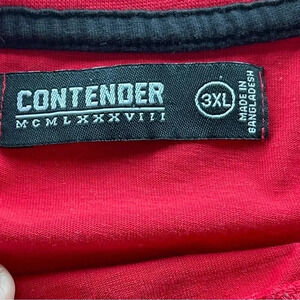 CONTENDER
MCMLXXXVIII
3XL
MADE IN
BANGLADESH